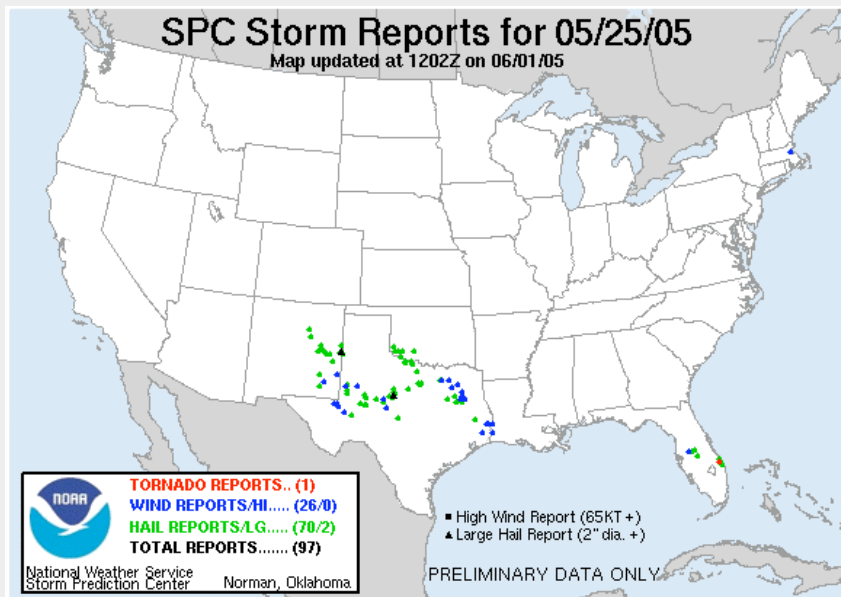 SPC Storm Reports for 05/25/05
Map updated at 1202Z on 06/01/05
NOAA
TORNADO REPORTS.. (1)
WIND REPORTS/HI..... (26/0)
HAIL REPORTS/LG..... (70/2)
TOTAL REPORTS....... (97)
National Weather Service
Storm Prediction Center
Norman, Oklahoma
High Wind Report (65KT +)
Large Hail Report (2" dia. +)
PRELIMINARY DATA ONLY